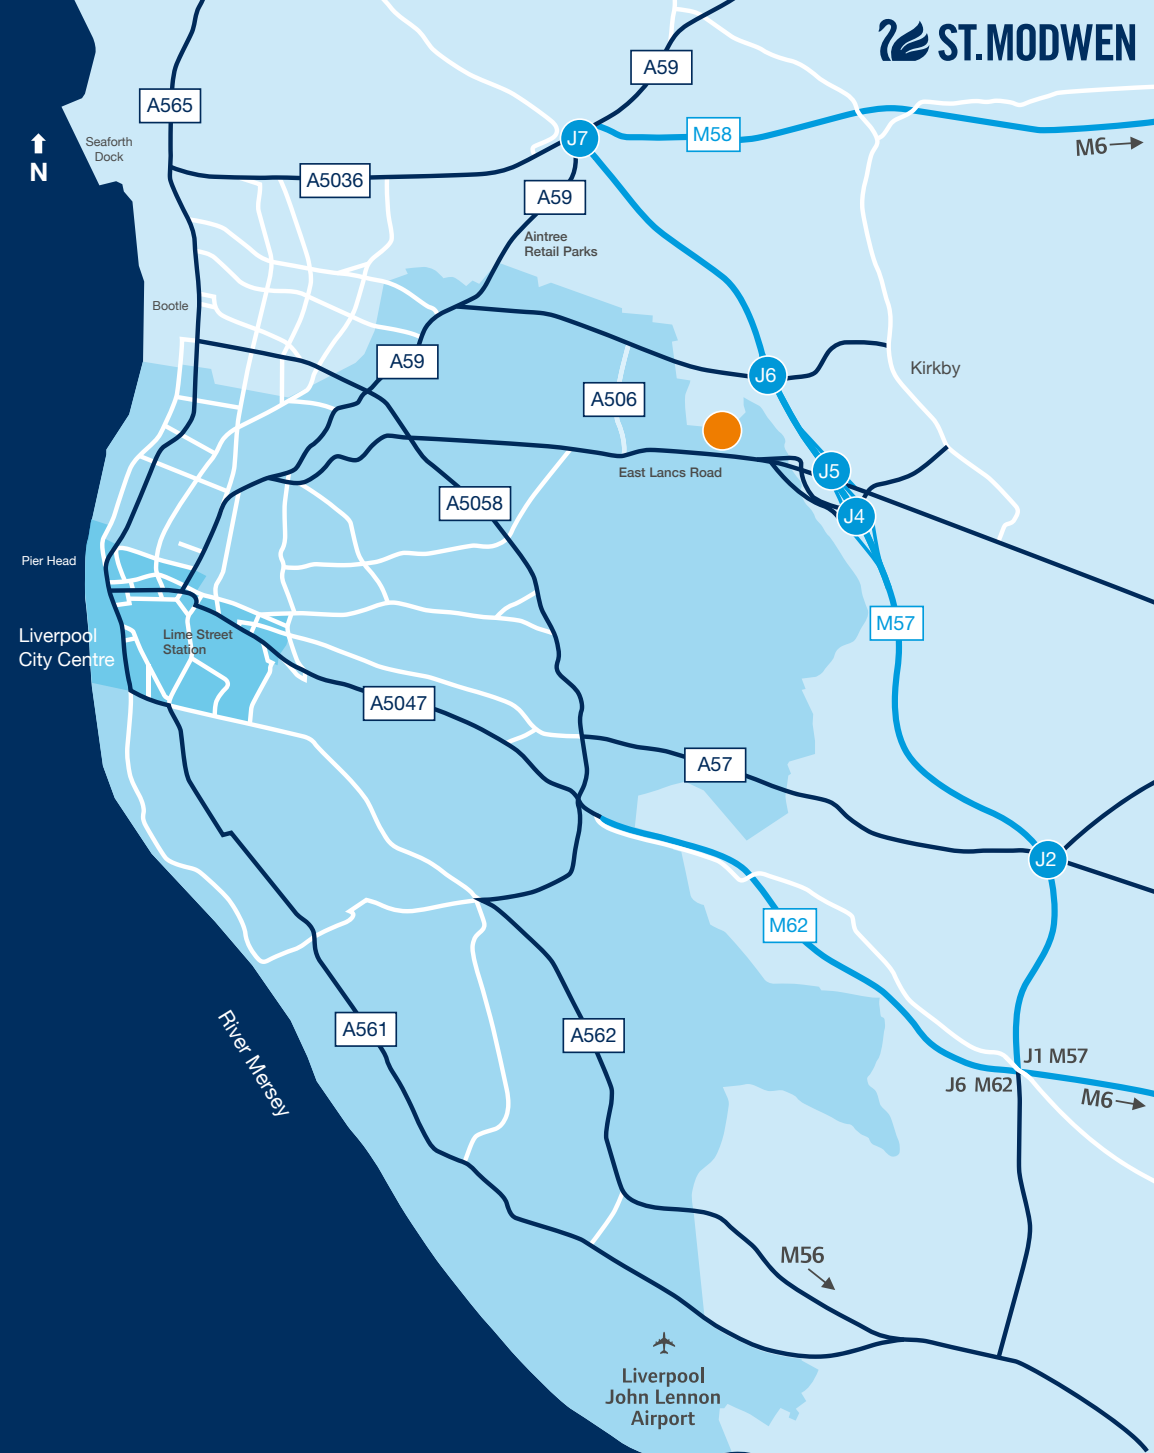 ST.MODWEN
A59
A565
J7
M58
M6
Seaforth
Dock
N
A5036
A59
Aintree
Retail Parks
Bootle
A59
J6
Kirkby
A506
East Lancs Road
J5
A5058
J4
Pier Head
M57
Liverpool
City Centre
Lime Street
Station
A5047
A57
J2
M62
River Mersey
A561
A562
J1 M57
J6 M62
M6
M56
Liverpool
John Lennon
Airport